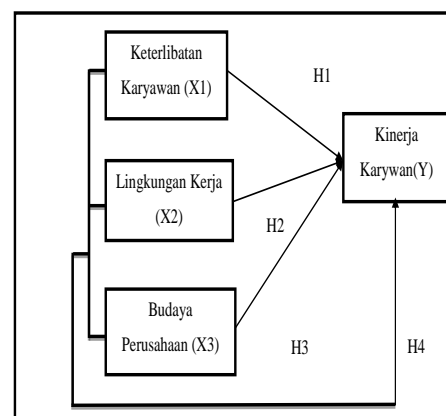 Keterlibatan
Karyawan (X1)
H1
Kinerja
Karywan(Y)
Lingkungan Kerja
(X2)
H2
Budaya
Perusahaan (X3)
H3
H4